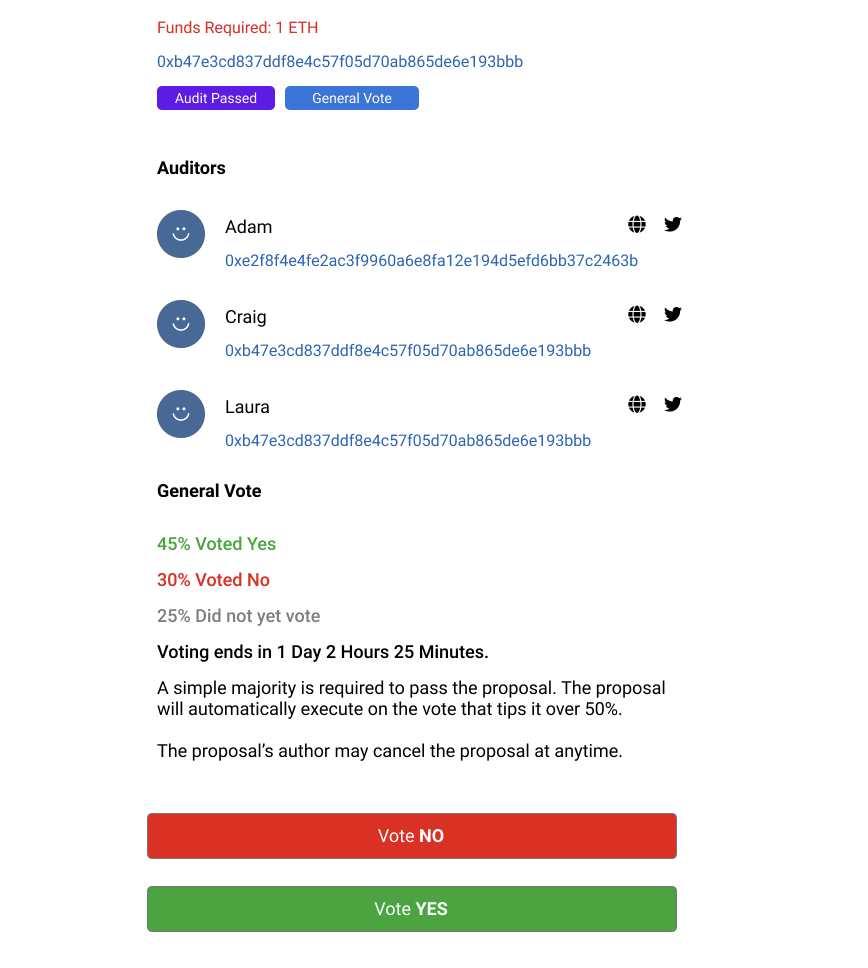 Funds Required: 1 ETH
0xb47e3cd837ddf8e4c57f05d70ab865de6e193bbb
Audit Passed
General Vote
Auditors
Adam
0xe2f8f4e4fe2ac3f9960a6e8fa12e194d5efd6bb37c2463b
Craig
0xb47e3cd837ddf8e4c57f05d70ab865de6e193bbb
Laura
0xb47e3cd837ddf8e4c57f05d70ab865de6e193bbb
General Vote
45% Voted Yes
30% Voted No
25% Did not yet vote
Voting ends in 1 Day 2 Hours 25 Minutes.
A simple majority is required to pass the proposal. The proposal
will automatically execute on the vote that tips it over 50%.
The proposal’s author may cancel the proposal at anytime.
Vote NO
Vote YES